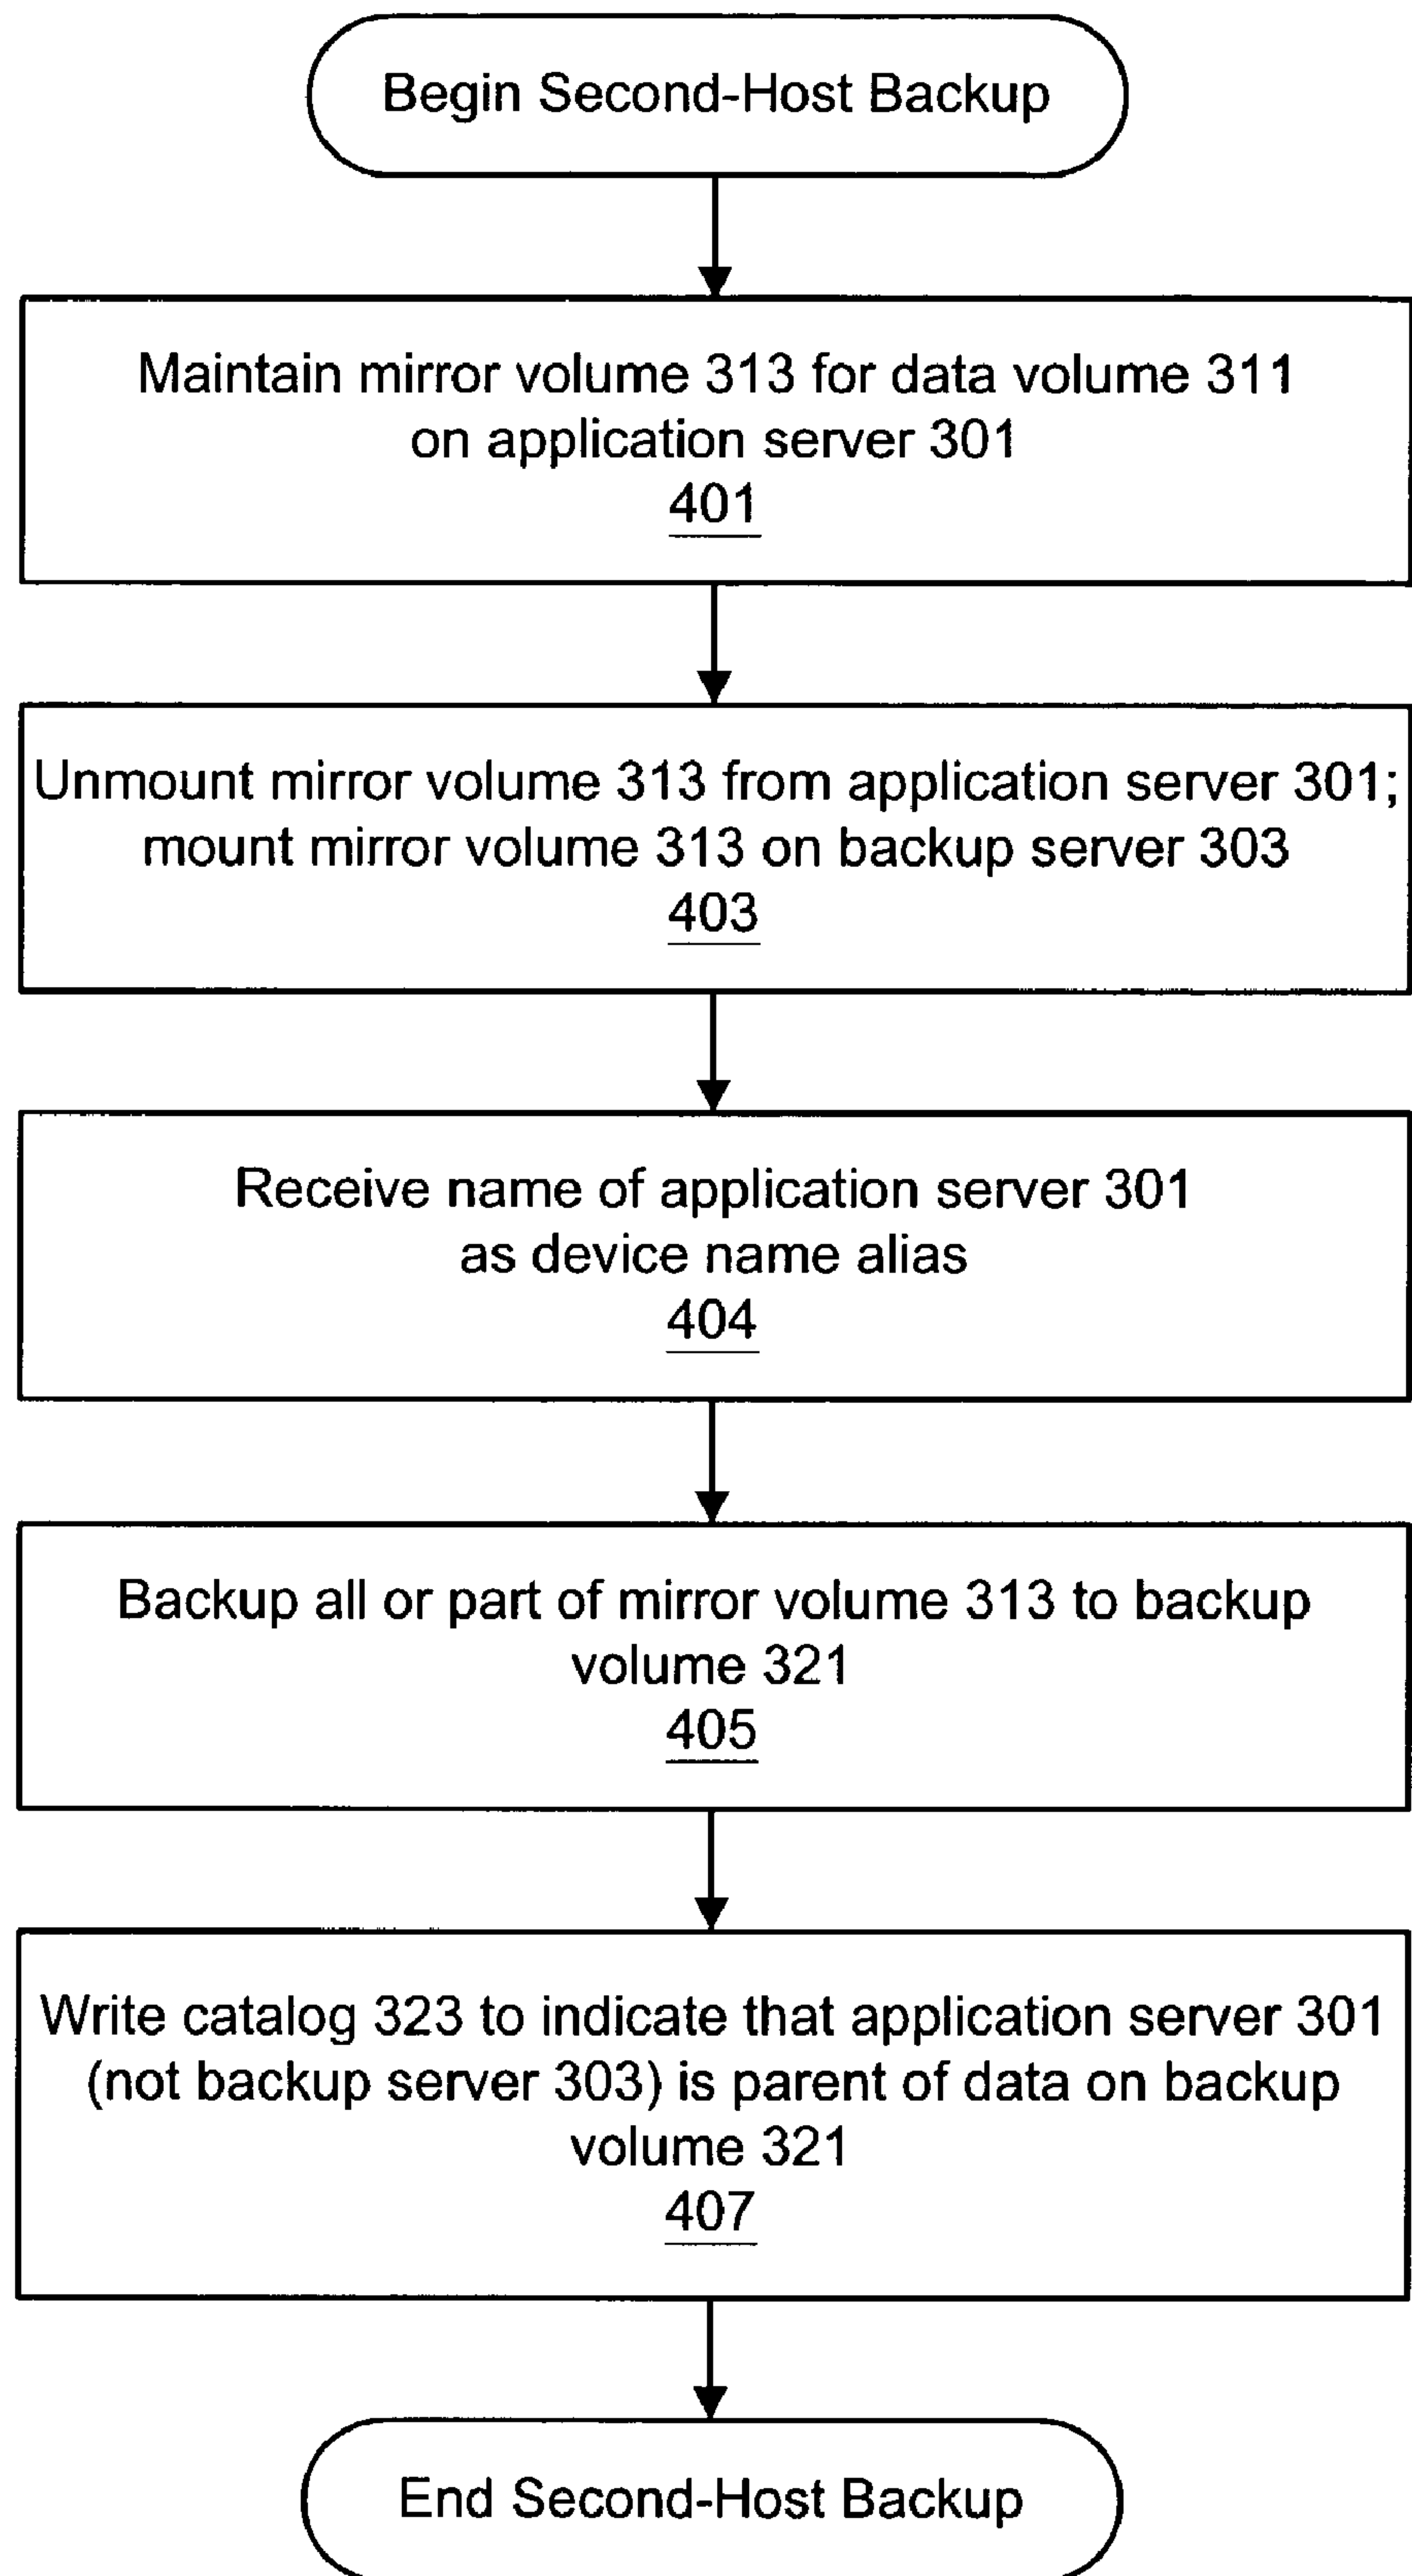 Begin Second-Host Backup
Maintain mirror volume 313 for data volume 311
on application server 301
401
Unmount mirror volume 313 from application server 301;
mount mirror volume 313 on backup server 303
403
Receive name of application server 301
as device name alias
404
Backup all or part of mirror volume 313 to backup
volume 321
405
Write catalog 323 to indicate that application server 301
(not backup server 303) is parent of data on backup
volume 321
407
End Second-Host Backup